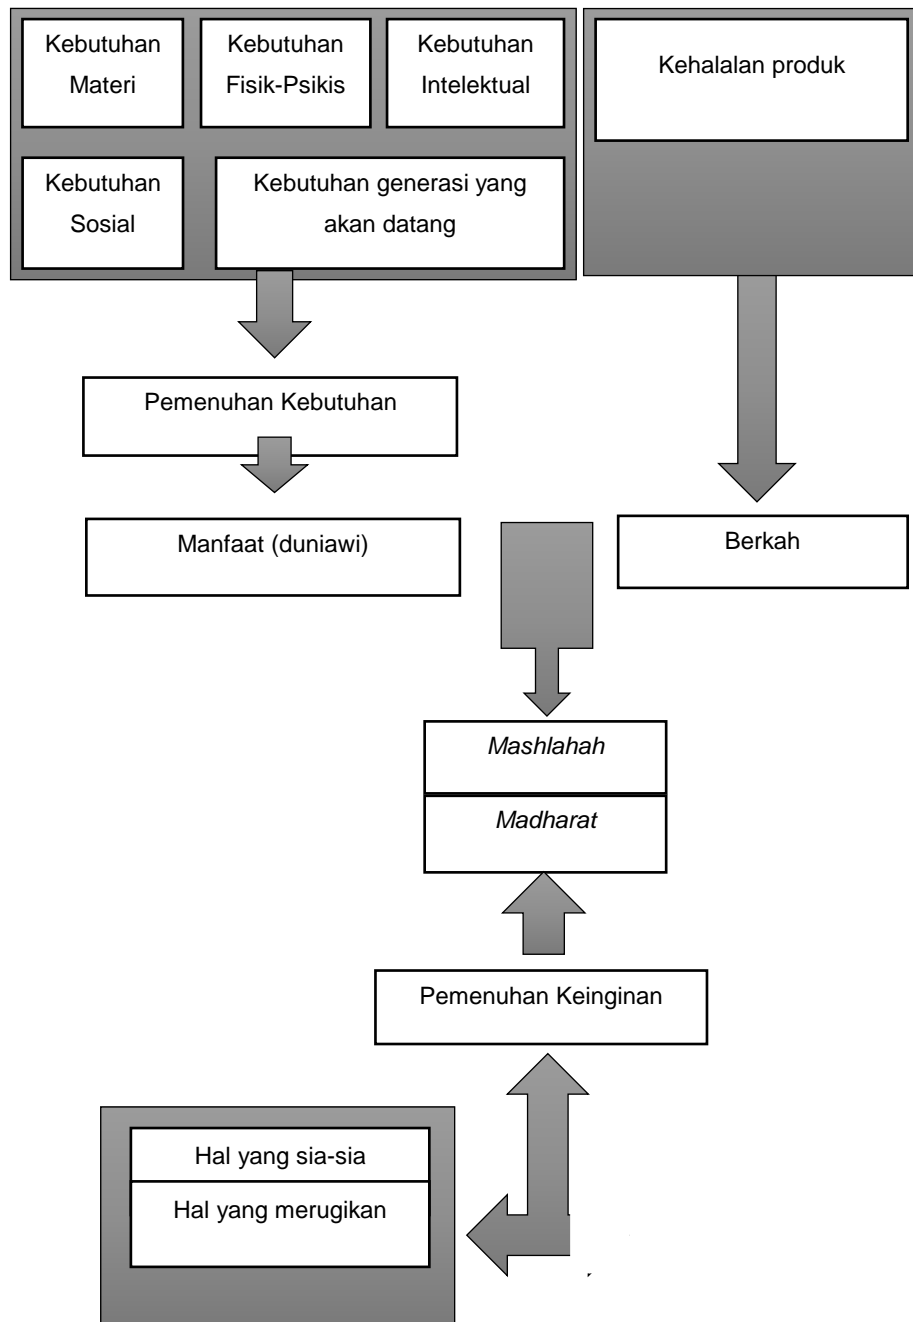 Kebutuhan
Materi
Kebutuhan
Fisik-Psikis
Kebutuhan
Intelektual
Kehalalan produk
Kebutuhan
Sosial
Kebutuhan generasi yang
akan datang
Pemenuhan Kebutuhan
Manfaat (duniawi)
Berkah
Mashlahah
Madharat
Pemenuhan Keinginan
Hal yang sia-sia
Hal yang merugikan